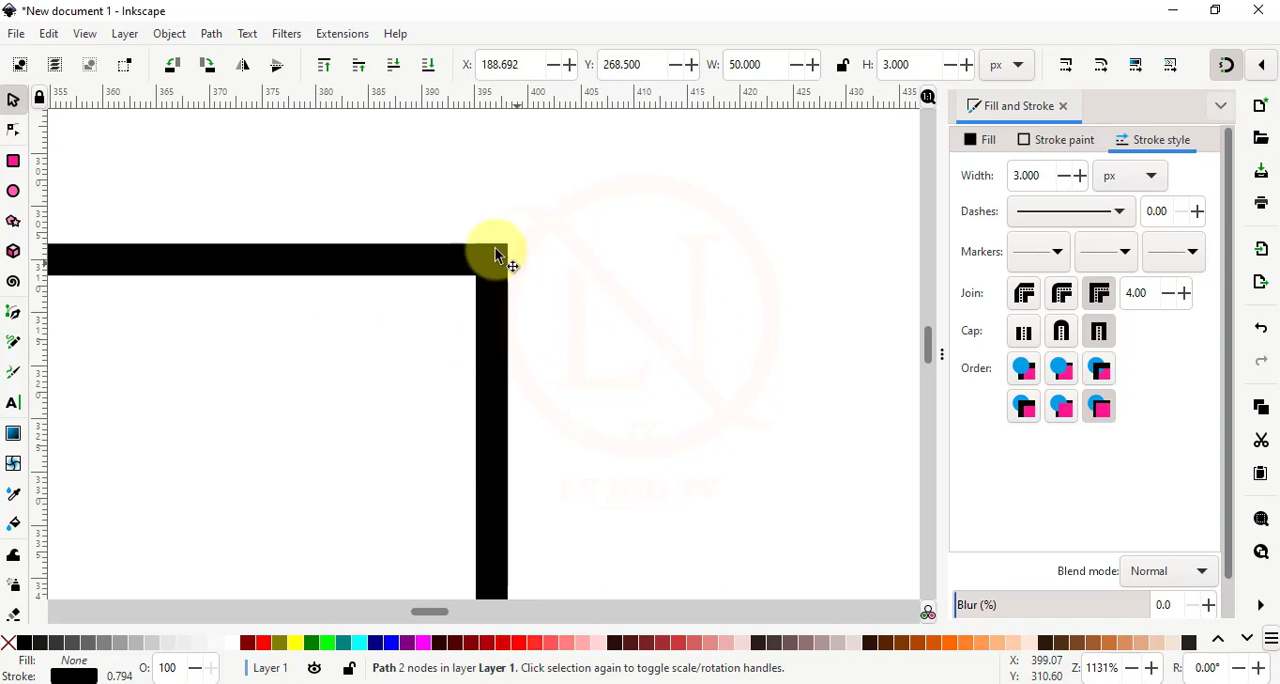 *New document 1 - Inkscape
File Edit View Layer Object Path Text Filters Extensions Help
X: 188.692 Y: 268.500 W: 50.000 H: 3.000 px
355 360 365 370 375 380 385 390 395 400 405 410 415 420 425 430 435
Fill and Stroke
Fill Stroke paint Stroke style
Width: 3.000 px
Dashes: 0.00
Markers:
Join: 4.00
Cap:
Order:
LY NID TV
Blend mode: Normal
Blur (%) 0.0
Fill: None O: 100 Layer 1 Path 2 nodes in layer Layer 1. Click selection again to toggle scale/rotation handles. X: 399.07 Z: 1131% R: 0.00°
Stroke: 0.794 Y: 310.60